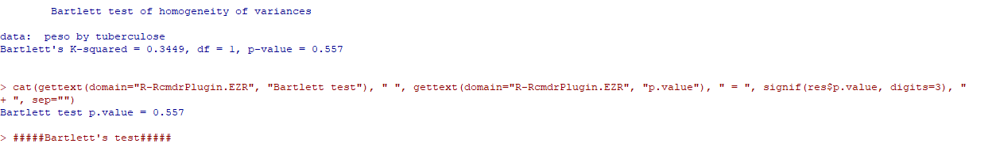 Bartlett test of homogeneity of variances
data:  peso by tuberculose
Bartlett's K-squared = 0.3449, df = 1, p-value = 0.557
> cat(gettext(domain="R-RcmdrPlugin.EZR", "Bartlett test"), " ", gettext(domain="R-RcmdrPlugin.EZR", "p.value"), " = ", signif(res$p.value, digits=3), "
+ ", sep="")
Bartlett test p.value = 0.557
> #####Bartlett's test#####